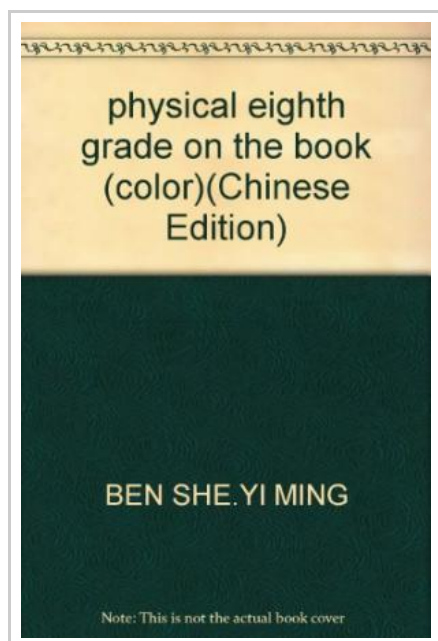 physical eighth
grade on the book
(color)(Chinese
Edition)
BEN SHE.YI MING
Note: This is not the actual book cover